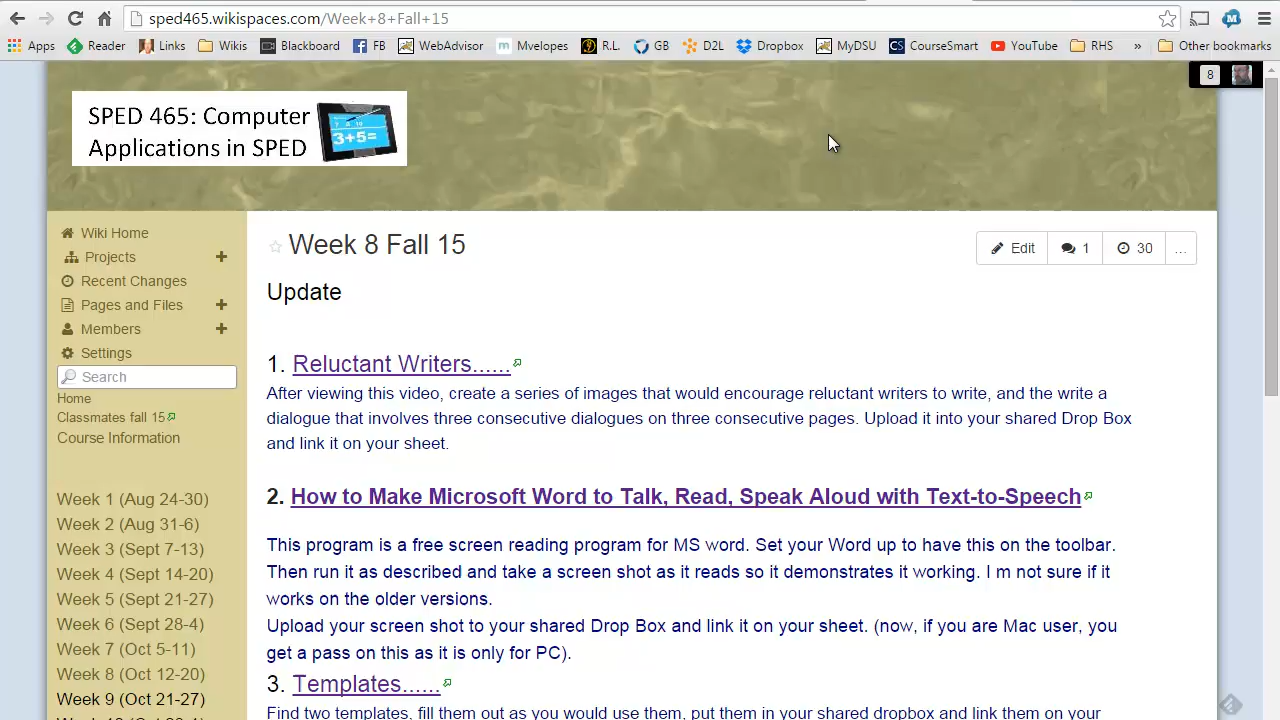 sped465.wikispaces.com/Week+8+Fall+15
Apps Reader Links Wikis Blackboard FB WebAdvisor Mvelopes R.L. GB D2L Dropbox MyDSU CourseSmart YouTube RHS » Other bookmarks
8
SPED 465: Computer
Applications in SPED
3+5=
Wiki Home
Projects
Recent Changes
Pages and Files
Members
Settings
Search
Home
Classmates fall 15
Course Information
Week 1 (Aug 24-30)
Week 2 (Aug 31-6)
Week 3 (Sept 7-13)
Week 4 (Sept 14-20)
Week 5 (Sept 21-27)
Week 6 (Sept 28-4)
Week 7 (Oct 5-11)
Week 8 (Oct 12-20)
Week 9 (Oct 21-27)
Week 8 Fall 15
Edit 1 30 ...
Update
1. Reluctant Writers......
After viewing this video, create a series of images that would encourage reluctant writers to write, and the write a
dialogue that involves three consecutive dialogues on three consecutive pages. Upload it into your shared Drop Box
and link it on your sheet.
2. How to Make Microsoft Word to Talk, Read, Speak Aloud with Text-to-Speech
This program is a free screen reading program for MS word. Set your Word up to have this on the toolbar.
Then run it as described and take a screen shot as it reads so it demonstrates it working. I m not sure if it
works on the older versions.
Upload your screen shot to your shared Drop Box and link it on your sheet. (now, if you are Mac user, you
get a pass on this as it is only for PC).
3. Templates......
Find two templates, fill them out as you would use them, put them in your shared dropbox and link them on your